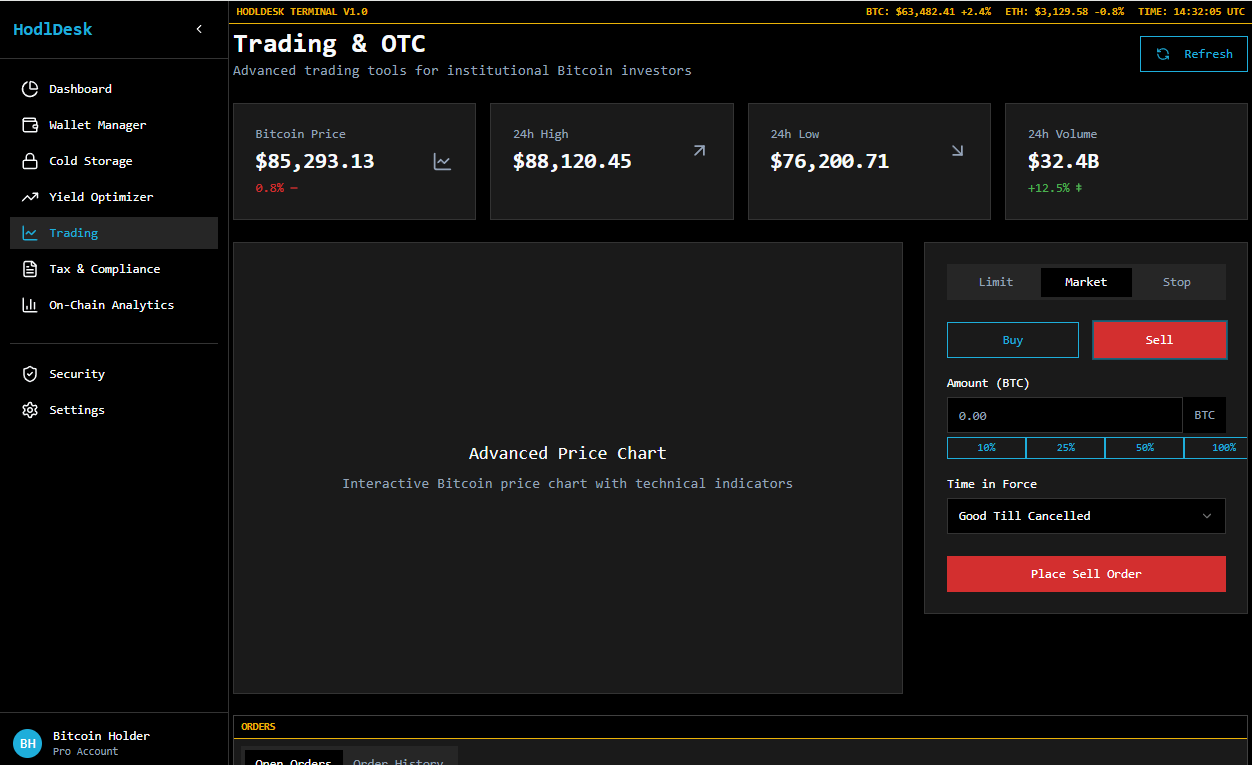 HODLDESK TERMINAL V1.0
BTC: $63,482.41 +2.4% ETH: $3,129.58 -0.8% TIME: 14:32:05 UTC
HodlDesk
Dashboard
Wallet Manager
Cold Storage
Yield Optimizer
Trading
Tax & Compliance
On-Chain Analytics
Security
Settings
BH
Bitcoin Holder
Pro Account
Trading & OTC
Advanced trading tools for institutional Bitcoin investors
Refresh
Bitcoin Price
$85,293.13
0.8%
24h High
$88,120.45
24h Low
$76,200.71
24h Volume
$32.4B
+12.5%
Advanced Price Chart
Interactive Bitcoin price chart with technical indicators
Limit Market Stop
Buy Sell
Amount (BTC)
0.00 BTC
10% 25% 50% 100%
Time in Force
Good Till Cancelled
Place Sell Order
ORDERS
Open Orders Order History